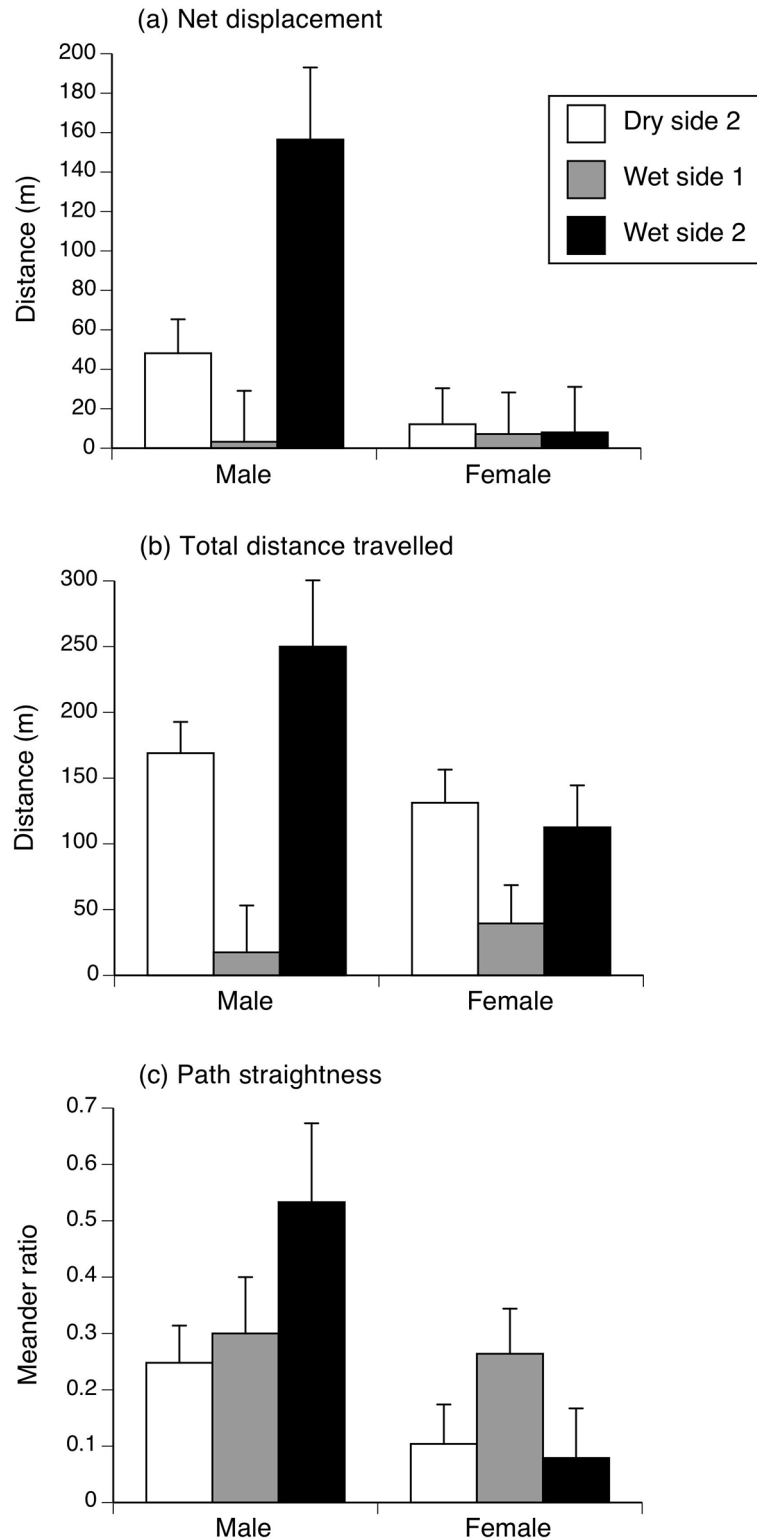 (a) Net displacement
200
180
160
140
120
100
80
60
40
20
0
Distance (m)
Male
Female
Dry side 2
Wet side 1
Wet side 2
(b) Total distance travelled
300
250
200
150
100
50
0
Distance (m)
Male
Female
(c) Path straightness
0.7
0.6
0.5
0.4
0.3
0.2
0.1
0
Meander ratio
Male
Female